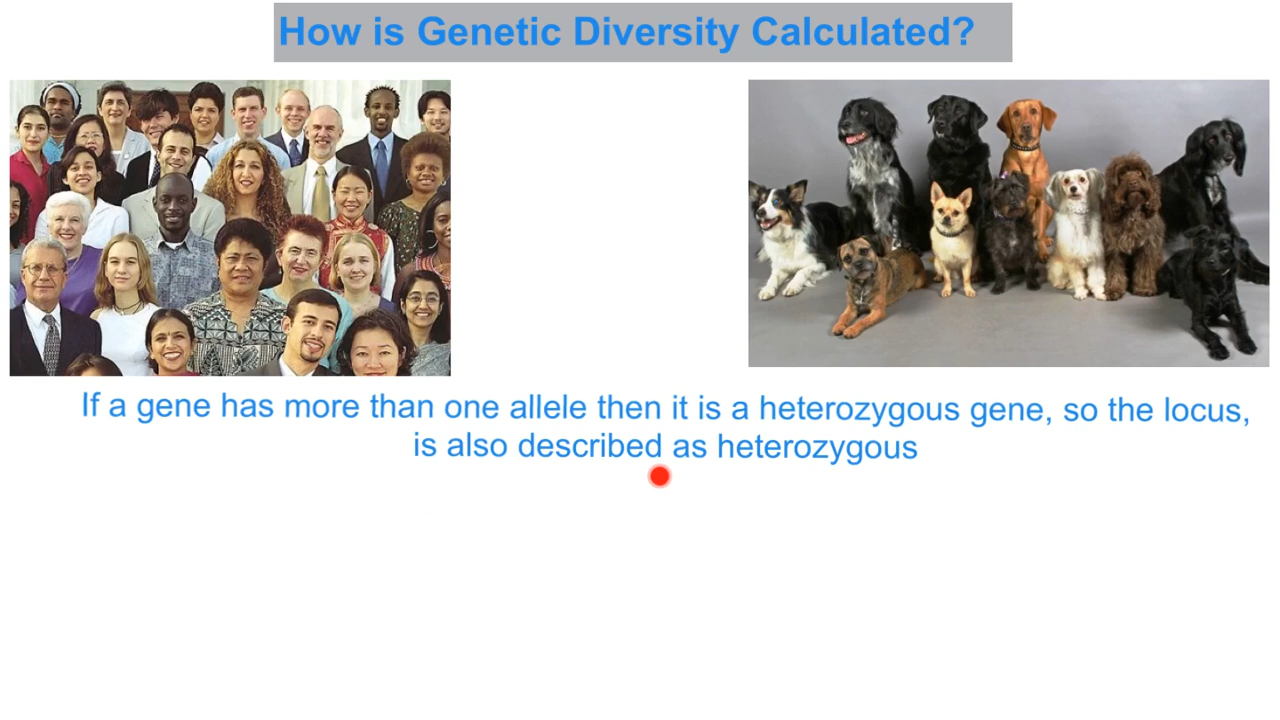 How is Genetic Diversity Calculated?
If a gene has more than one allele then it is a heterozygous gene, so the locus,
is also described as heterozygous